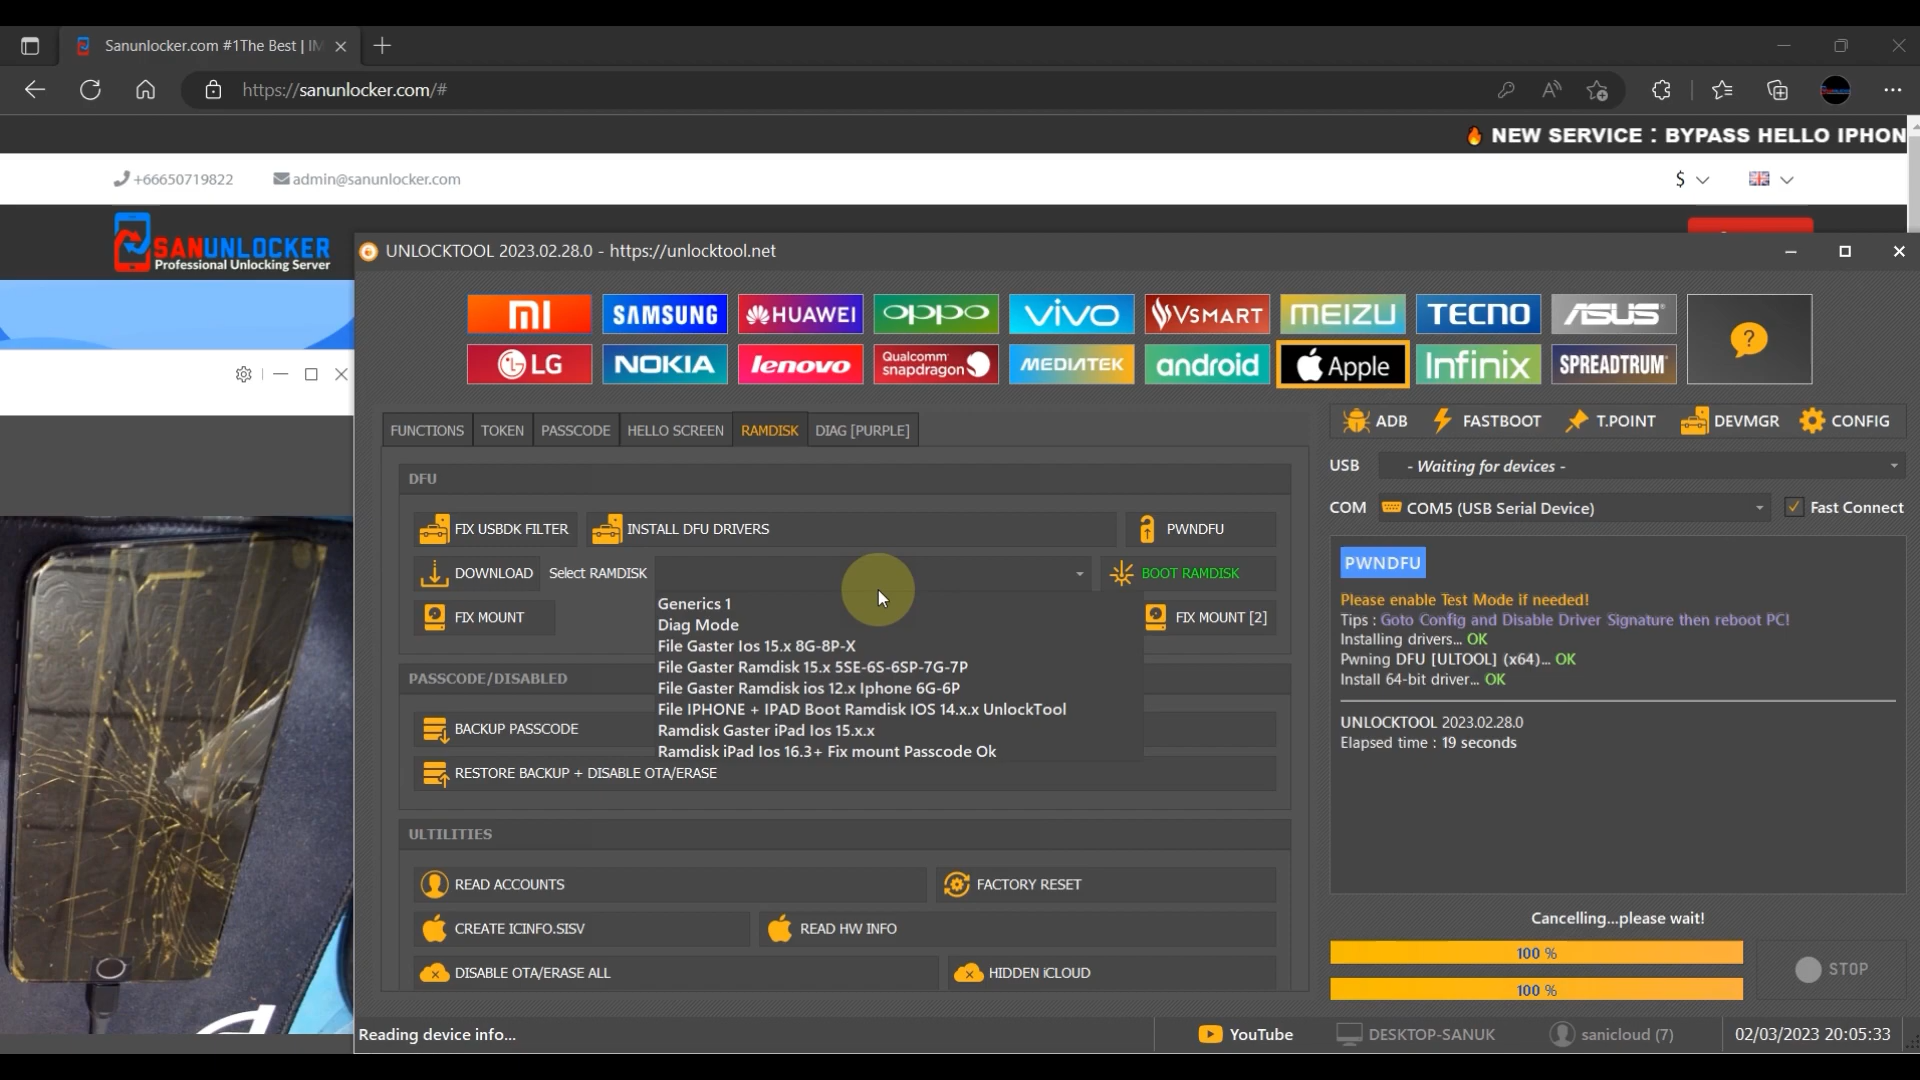 Sanunlocker.com #1The Best | IM
https://sanunlocker.com/#
🔥 NEW SERVICE : BYPASS HELLO IPHON
+66650719822
admin@sanunlocker.com
$
SANUNLOCKER
Professional Unlocking Server
UNLOCKTOOL 2023.02.28.0 - https://unlocktool.net
mi SAMSUNG HUAWEI oppo vivo VSMART MEIZU TECNO ASUS ?
LG NOKIA lenovo Qualcomm snapdragon MEDIATEK android Apple Infinix SPREADTRUM
FUNCTIONS TOKEN PASSCODE HELLO SCREEN RAMDISK DIAG [PURPLE]
DFU
FIX USBDK FILTER INSTALL DFU DRIVERS PWNDFU
DOWNLOAD Select RAMDISK BOOT RAMDISK
FIX MOUNT FIX MOUNT [2]
Generics 1
Diag Mode
File Gaster Ios 15.x 8G-8P-X
File Gaster Ramdisk 15.x 5SE-6S-6SP-7G-7P
File Gaster Ramdisk ios 12.x Iphone 6G-6P
File IPHONE + IPAD Boot Ramdisk IOS 14.x.x UnlockTool
Ramdisk Gaster iPad Ios 15.x.x
Ramdisk iPad Ios 16.3+ Fix mount Passcode Ok
PASSCODE/DISABLED
BACKUP PASSCODE
RESTORE BACKUP + DISABLE OTA/ERASE
ULTILITIES
READ ACCOUNTS FACTORY RESET
CREATE ICINFO.SISV READ HW INFO
DISABLE OTA/ERASE ALL HIDDEN iCLOUD
ADB FASTBOOT T.POINT DEVMGR CONFIG
USB - Waiting for devices -
COM COM5 (USB Serial Device) Fast Connect
PWNDFU
Please enable Test Mode if needed!
Tips : Goto Config and Disable Driver Signature then reboot PC!
Installing drivers... OK
Pwning DFU [ULTOOL] (x64)... OK
Install 64-bit driver... OK
UNLOCKTOOL 2023.02.28.0
Elapsed time : 19 seconds
Cancelling...please wait!
100 %
STOP
100 %
Reading device info...
YouTube DESKTOP-SANUK sanicloud (7) 02/03/2023 20:05:33